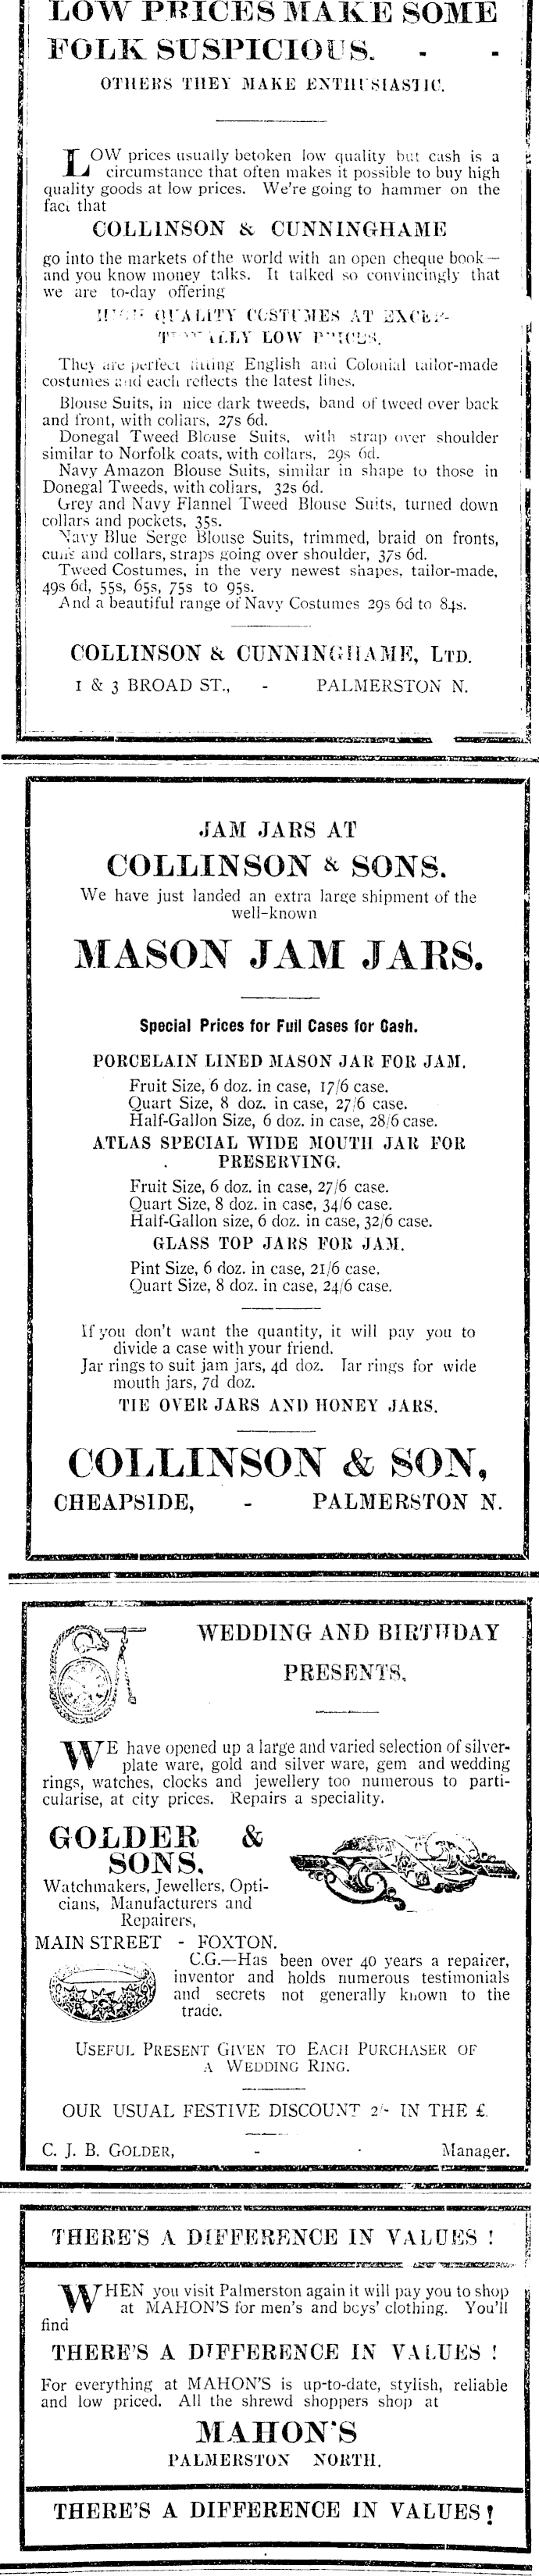 LOW PRICES MAKE SOME
FOLK SUSPICIOUS. - -
OTHERS THEY MAKE ENTHUSIASTIC.
LOW prices usually betoken low quality but cash is a
circumstance that often makes it possible to buy high
quality goods at low prices. We're going to hammer on the
fact that
COLLINSON & CUNNINGHAME
go into the markets of the world with an open cheque book—
and you know money talks. It talked so convincingly that
we are to-day offering
HIGH QUALITY COSTUMES AT EXCEP-
TIONALLY LOW PRICES.
They are perfect fitting English and Colonial tailor-made
costumes and each reflects the latest lines.
Blouse Suits, in nice dark tweeds, band of tweed over back
and front, with collars, 27s 6d.
Donegal Tweed Blouse Suits, with strap over shoulder
similar to Norfolk coats, with collars, 29s 6d.
Navy Amazon Blouse Suits, similar in shape to those in
Donegal Tweeds, with collars, 32s 6d.
Grey and Navy Flannel Tweed Blouse Suits, turned down
collars and pockets, 35s.
Navy Blue Serge Blouse Suits, trimmed, braid on fronts,
cuffs and collars, straps going over shoulder, 37s 6d.
Tweed Costumes, in the very newest shapes, tailor-made,
49s 6d, 55s, 65s, 75s to 95s.
And a beautiful range of Navy Costumes 29s 6d to 84s.
COLLINSON & CUNNINGHAME, LTD.
1 & 3 BROAD ST., - PALMERSTON N.
JAM JARS AT
COLLINSON & SONS.
We have just landed an extra large shipment of the
well-known
MASON JAM JARS.
Special Prices for Full Cases for Cash.
PORCELAIN LINED MASON JAR FOR JAM.
Fruit Size, 6 doz. in case, 17/6 case.
Quart Size, 8 doz. in case, 27/6 case.
Half-Gallon Size, 6 doz. in case, 28/6 case.
ATLAS SPECIAL WIDE MOUTH JAR FOR
PRESERVING.
Fruit Size, 6 doz. in case, 27/6 case.
Quart Size, 8 doz. in case, 34/6 case.
Half-Gallon size, 6 doz. in case, 32/6 case.
GLASS TOP JARS FOR JAM.
Pint Size, 6 doz. in case, 21/6 case.
Quart Size, 8 doz. in case, 24/6 case.
If you don't want the quantity, it will pay you to
divide a case with your friend.
Jar rings to suit jam jars, 4d doz. Jar rings for wide
mouth jars, 7d doz.
TIE OVER JARS AND HONEY JARS.
COLLINSON & SON,
CHEAPSIDE, - PALMERSTON N.
WEDDING AND BIRTHDAY
PRESENTS.
WE have opened up a large and varied selection of silver-
plate ware, gold and silver ware, gem and wedding
rings, watches, clocks and jewellery too numerous to parti-
cularise, at city prices. Repairs a speciality.
GOLDER &
SONS,
Watchmakers, Jewellers, Opti-
cians, Manufacturers and
Repairers,
MAIN STREET - FOXTON.
C.G.—Has been over 40 years a repairer,
inventor and holds numerous testimonials
and secrets not generally known to the
trade.
USEFUL PRESENT GIVEN TO EACH PURCHASER OF
A WEDDING RING.
OUR USUAL FESTIVE DISCOUNT 2/- IN THE £.
C. J. B. GOLDER, - - Manager.
THERE'S A DIFFERENCE IN VALUES !
WHEN you visit Palmerston again it will pay you to shop
at MAHON'S for men's and boys' clothing. You'll
find
THERE'S A DIFFERENCE IN VALUES !
For everything at MAHON'S is up-to-date, stylish, reliable
and low priced. All the shrewd shoppers shop at
MAHON'S
PALMERSTON NORTH.
THERE'S A DIFFERENCE IN VALUES!